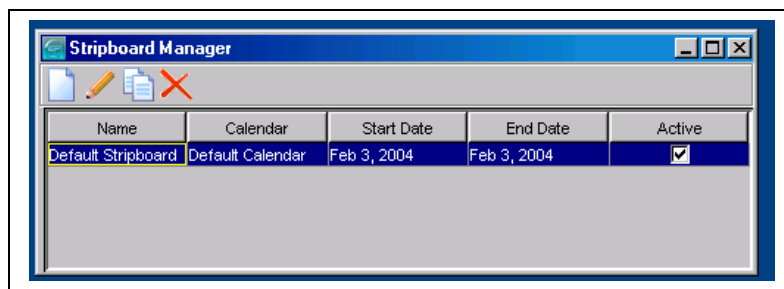 Stripboard Manager
Name Calendar Start Date End Date Active
Default Stripboard Default Calendar Feb 3, 2004 Feb 3, 2004